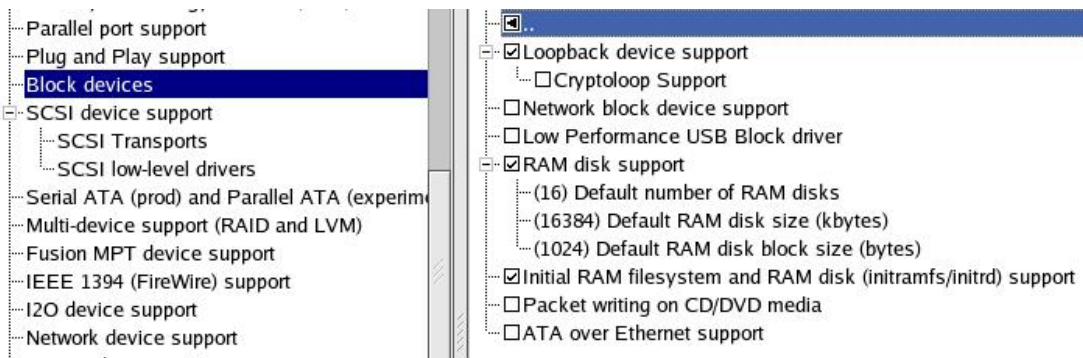 Parallel port support
Plug and Play support
Block devices
SCSI device support
SCSI Transports
SCSI low-level drivers
Serial ATA (prod) and Parallel ATA (experim
Multi-device support (RAID and LVM)
Fusion MPT device support
IEEE 1394 (FireWire) support
I2O device support
Network device support
..
Loopback device support
Cryptoloop Support
Network block device support
Low Performance USB Block driver
RAM disk support
(16) Default number of RAM disks
(16384) Default RAM disk size (kbytes)
(1024) Default RAM disk block size (bytes)
Initial RAM filesystem and RAM disk (initramfs/initrd) support
Packet writing on CD/DVD media
ATA over Ethernet support